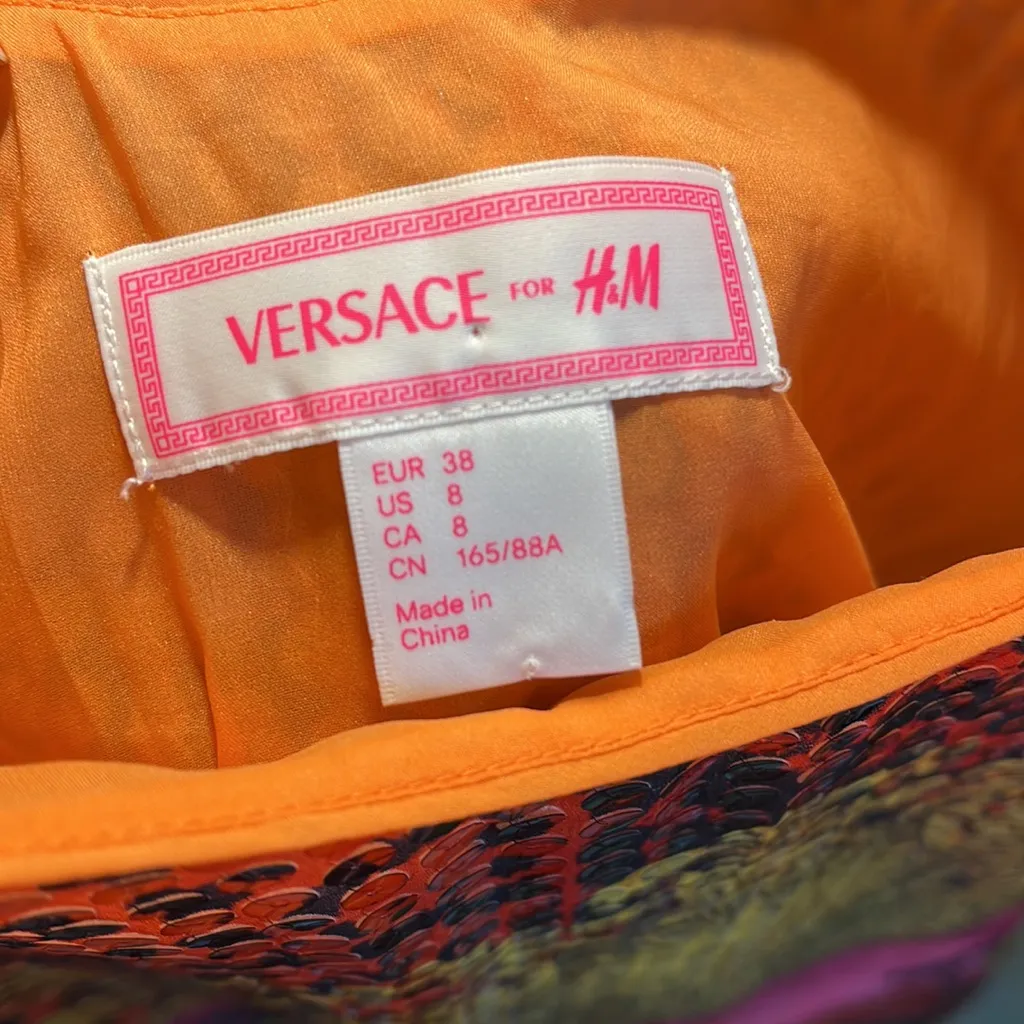 VERSACE FOR H&M
EUR 38
US 8
CA 8
CN 165/88A
Made in
China